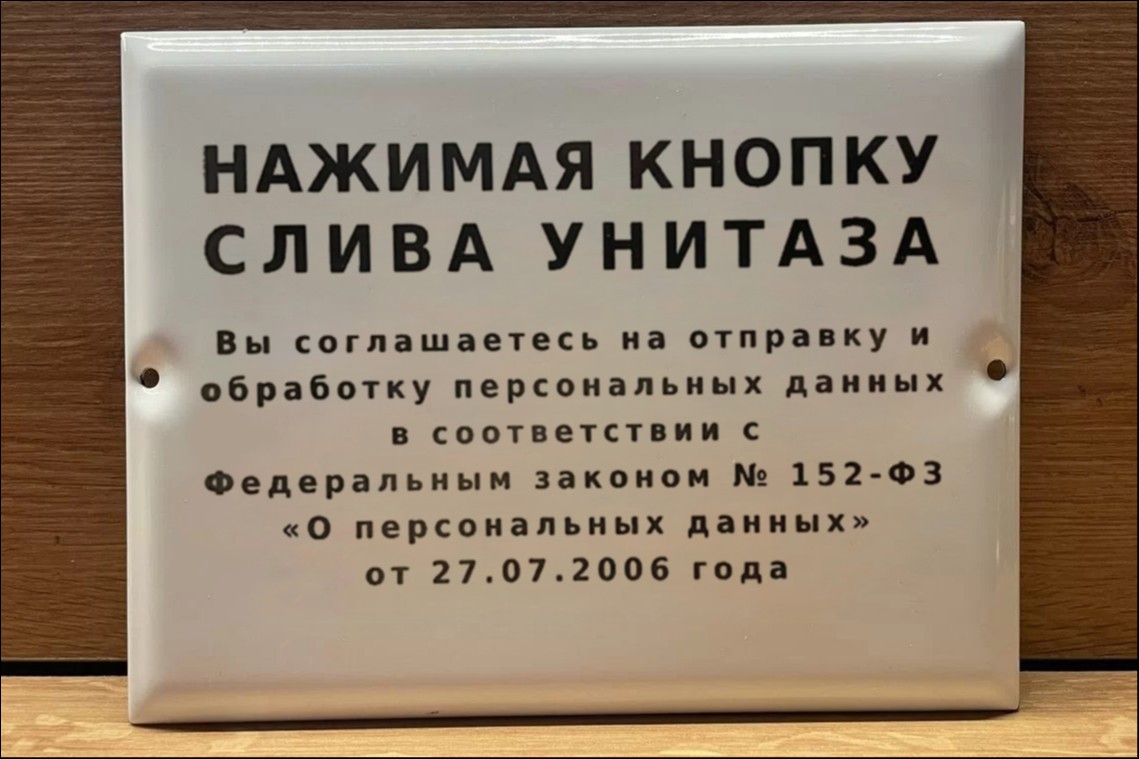 НАЖИМАЯ КНОПКУ
СЛИВА УНИТАЗА
Вы соглашаетесь на отправку и
обработку персональных данных
в соответствии с
Федеральным законом № 152-ФЗ
«О персональных данных»
от 27.07.2006 года